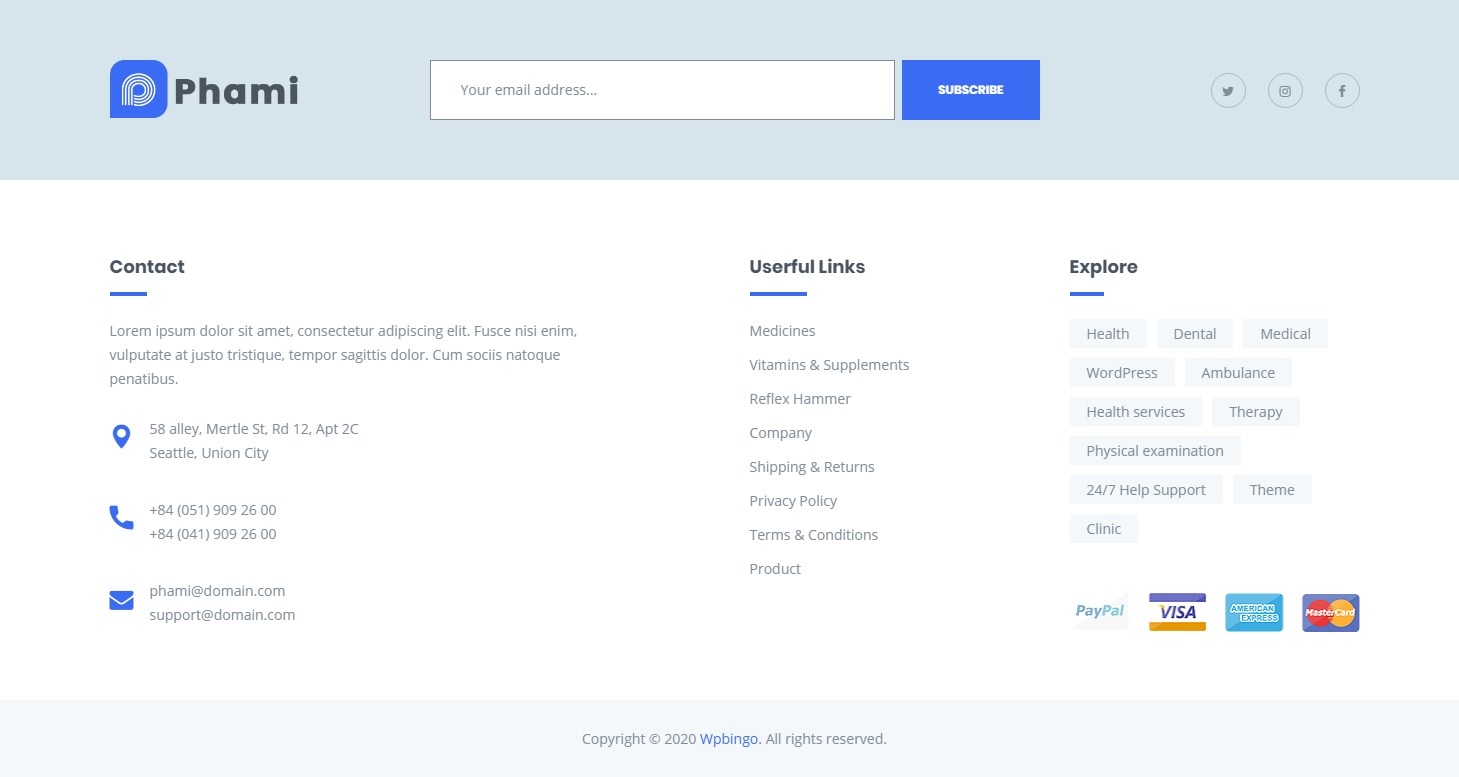 Phami
Your email address...
SUBSCRIBE
Contact
Lorem ipsum dolor sit amet, consectetur adipiscing elit. Fusce nisi enim,
vulputate at justo tristique, tempor sagittis dolor. Cum sociis natoque
penatibus.
58 alley, Mertle St, Rd 12, Apt 2C
Seattle, Union City
+84 (051) 909 26 00
+84 (041) 909 26 00
phami@domain.com
support@domain.com
Userful Links
Medicines
Vitamins & Supplements
Reflex Hammer
Company
Shipping & Returns
Privacy Policy
Terms & Conditions
Product
Explore
Health Dental Medical
WordPress Ambulance
Health services Therapy
Physical examination
24/7 Help Support Theme
Clinic
PayPal
VISA
AMERICAN
EXPRESS
MasterCard
Copyright © 2020 Wpbingo. All rights reserved.